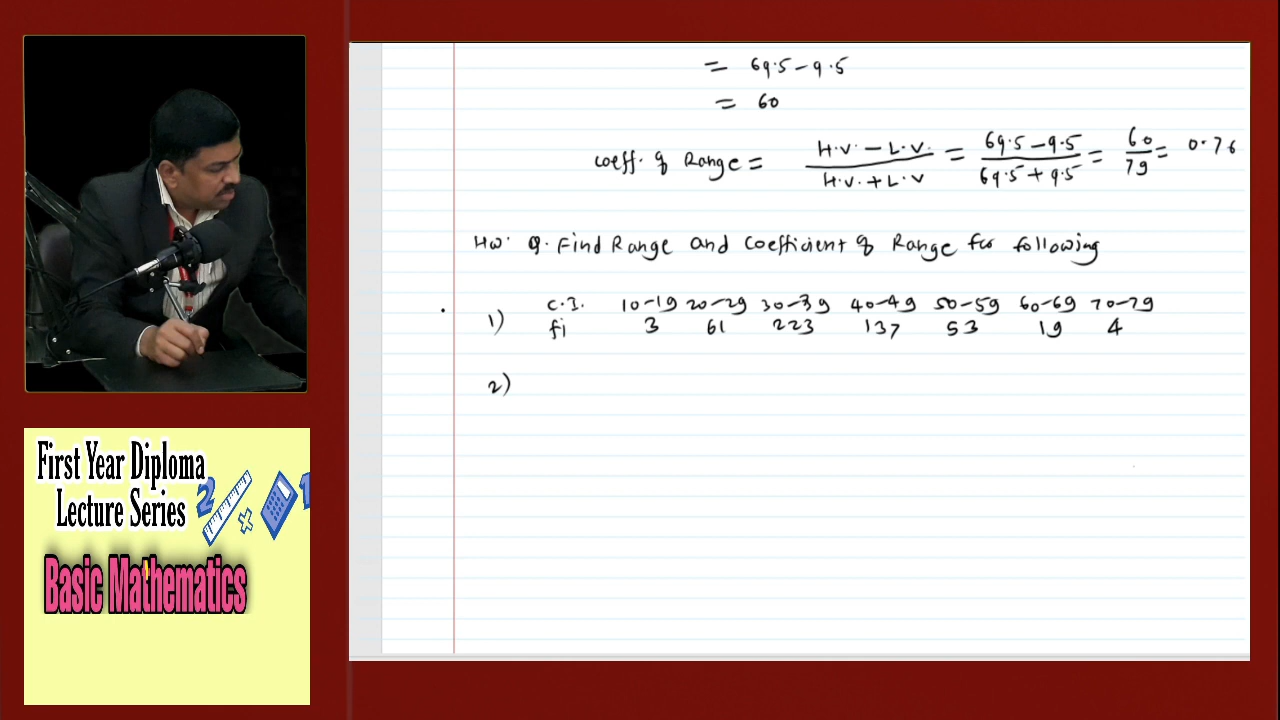 = 69.5 - 9.5
= 60
coeff. of Range = H.V. - L.V. / H.V. + L.V = 69.5 - 9.5 / 69.5 + 9.5 = 60 / 79 = 0.76
HW. Q. Find Range and Coefficient of Range for following
1) C.I. 10-19 20-29 30-39 40-49 50-59 60-69 70-79
fi 3 61 223 137 53 19 4
2)
First Year Diploma
Lecture Series
2 x 1
Basic Mathematics